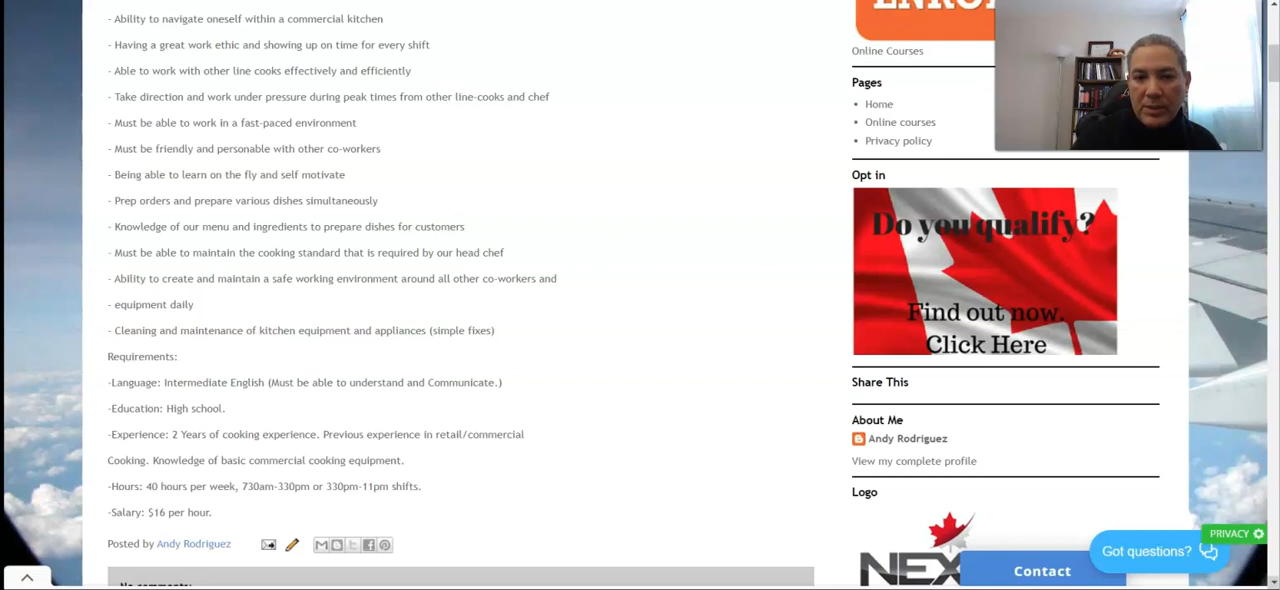 - Ability to navigate oneself within a commercial kitchen
- Having a great work ethic and showing up on time for every shift
- Able to work with other line cooks effectively and efficiently
- Take direction and work under pressure during peak times from other line-cooks and chef
- Must be able to work in a fast-paced environment
- Must be friendly and personable with other co-workers
- Being able to learn on the fly and self motivate
- Prep orders and prepare various dishes simultaneously
- Knowledge of our menu and ingredients to prepare dishes for customers
- Must be able to maintain the cooking standard that is required by our head chef
- Ability to create and maintain a safe working environment around all other co-workers and
- equipment daily
- Cleaning and maintenance of kitchen equipment and appliances (simple fixes)
Requirements:
-Language: Intermediate English (Must be able to understand and Communicate.)
-Education: High school.
-Experience: 2 Years of cooking experience. Previous experience in retail/commercial
Cooking. Knowledge of basic commercial cooking equipment.
-Hours: 40 hours per week, 730am-330pm or 330pm-11pm shifts.
-Salary: $16 per hour.
Posted by Andy Rodriguez
Online Courses
Pages
• Home
• Online courses
• Privacy policy
Opt in
Do you qualify?
Find out now.
Click Here
Share This
About Me
Andy Rodriguez
View my complete profile
Logo
NEX
PRIVACY
Got questions?
Contact